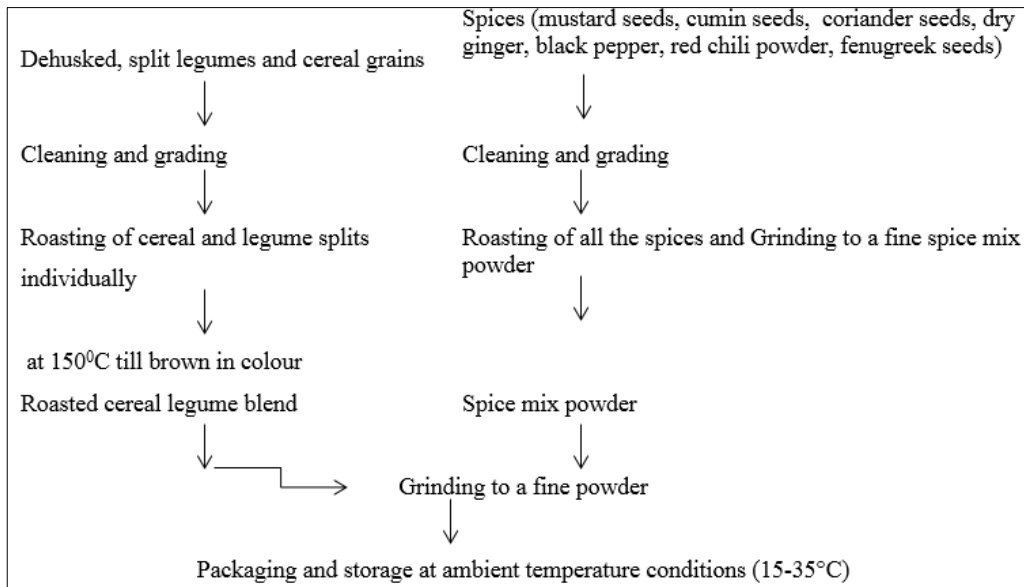 Spices (mustard seeds, cumin seeds, coriander seeds, dry
ginger, black pepper, red chili powder, fenugreek seeds)
Dehusked, split legumes and cereal grains
Cleaning and grading
Cleaning and grading
Roasting of cereal and legume splits
individually
Roasting of all the spices and Grinding to a fine spice mix
powder
at 150⁰C till brown in colour
Roasted cereal legume blend
Spice mix powder
Grinding to a fine powder
Packaging and storage at ambient temperature conditions (15-35°C)